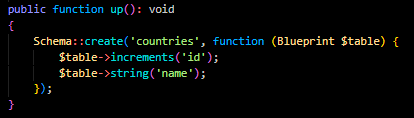 public function up(): void
{
    Schema::create('countries', function (Blueprint $table) {
        $table->increments('id');
        $table->string('name');
    });
}